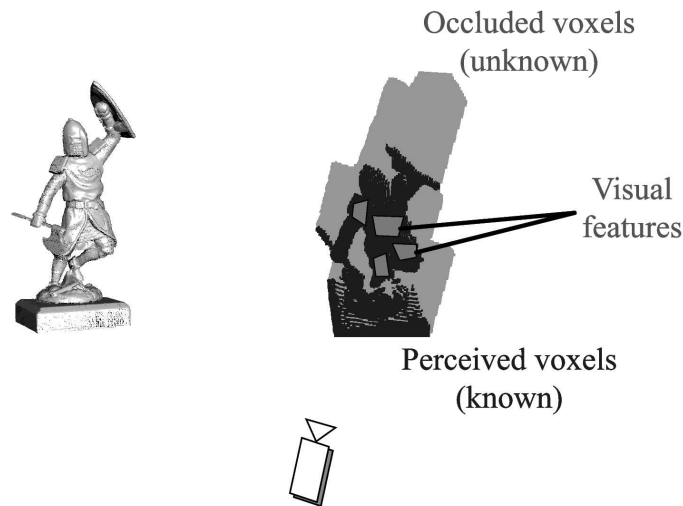 Occluded voxels
(unknown)
Visual
features
Perceived voxels
(known)